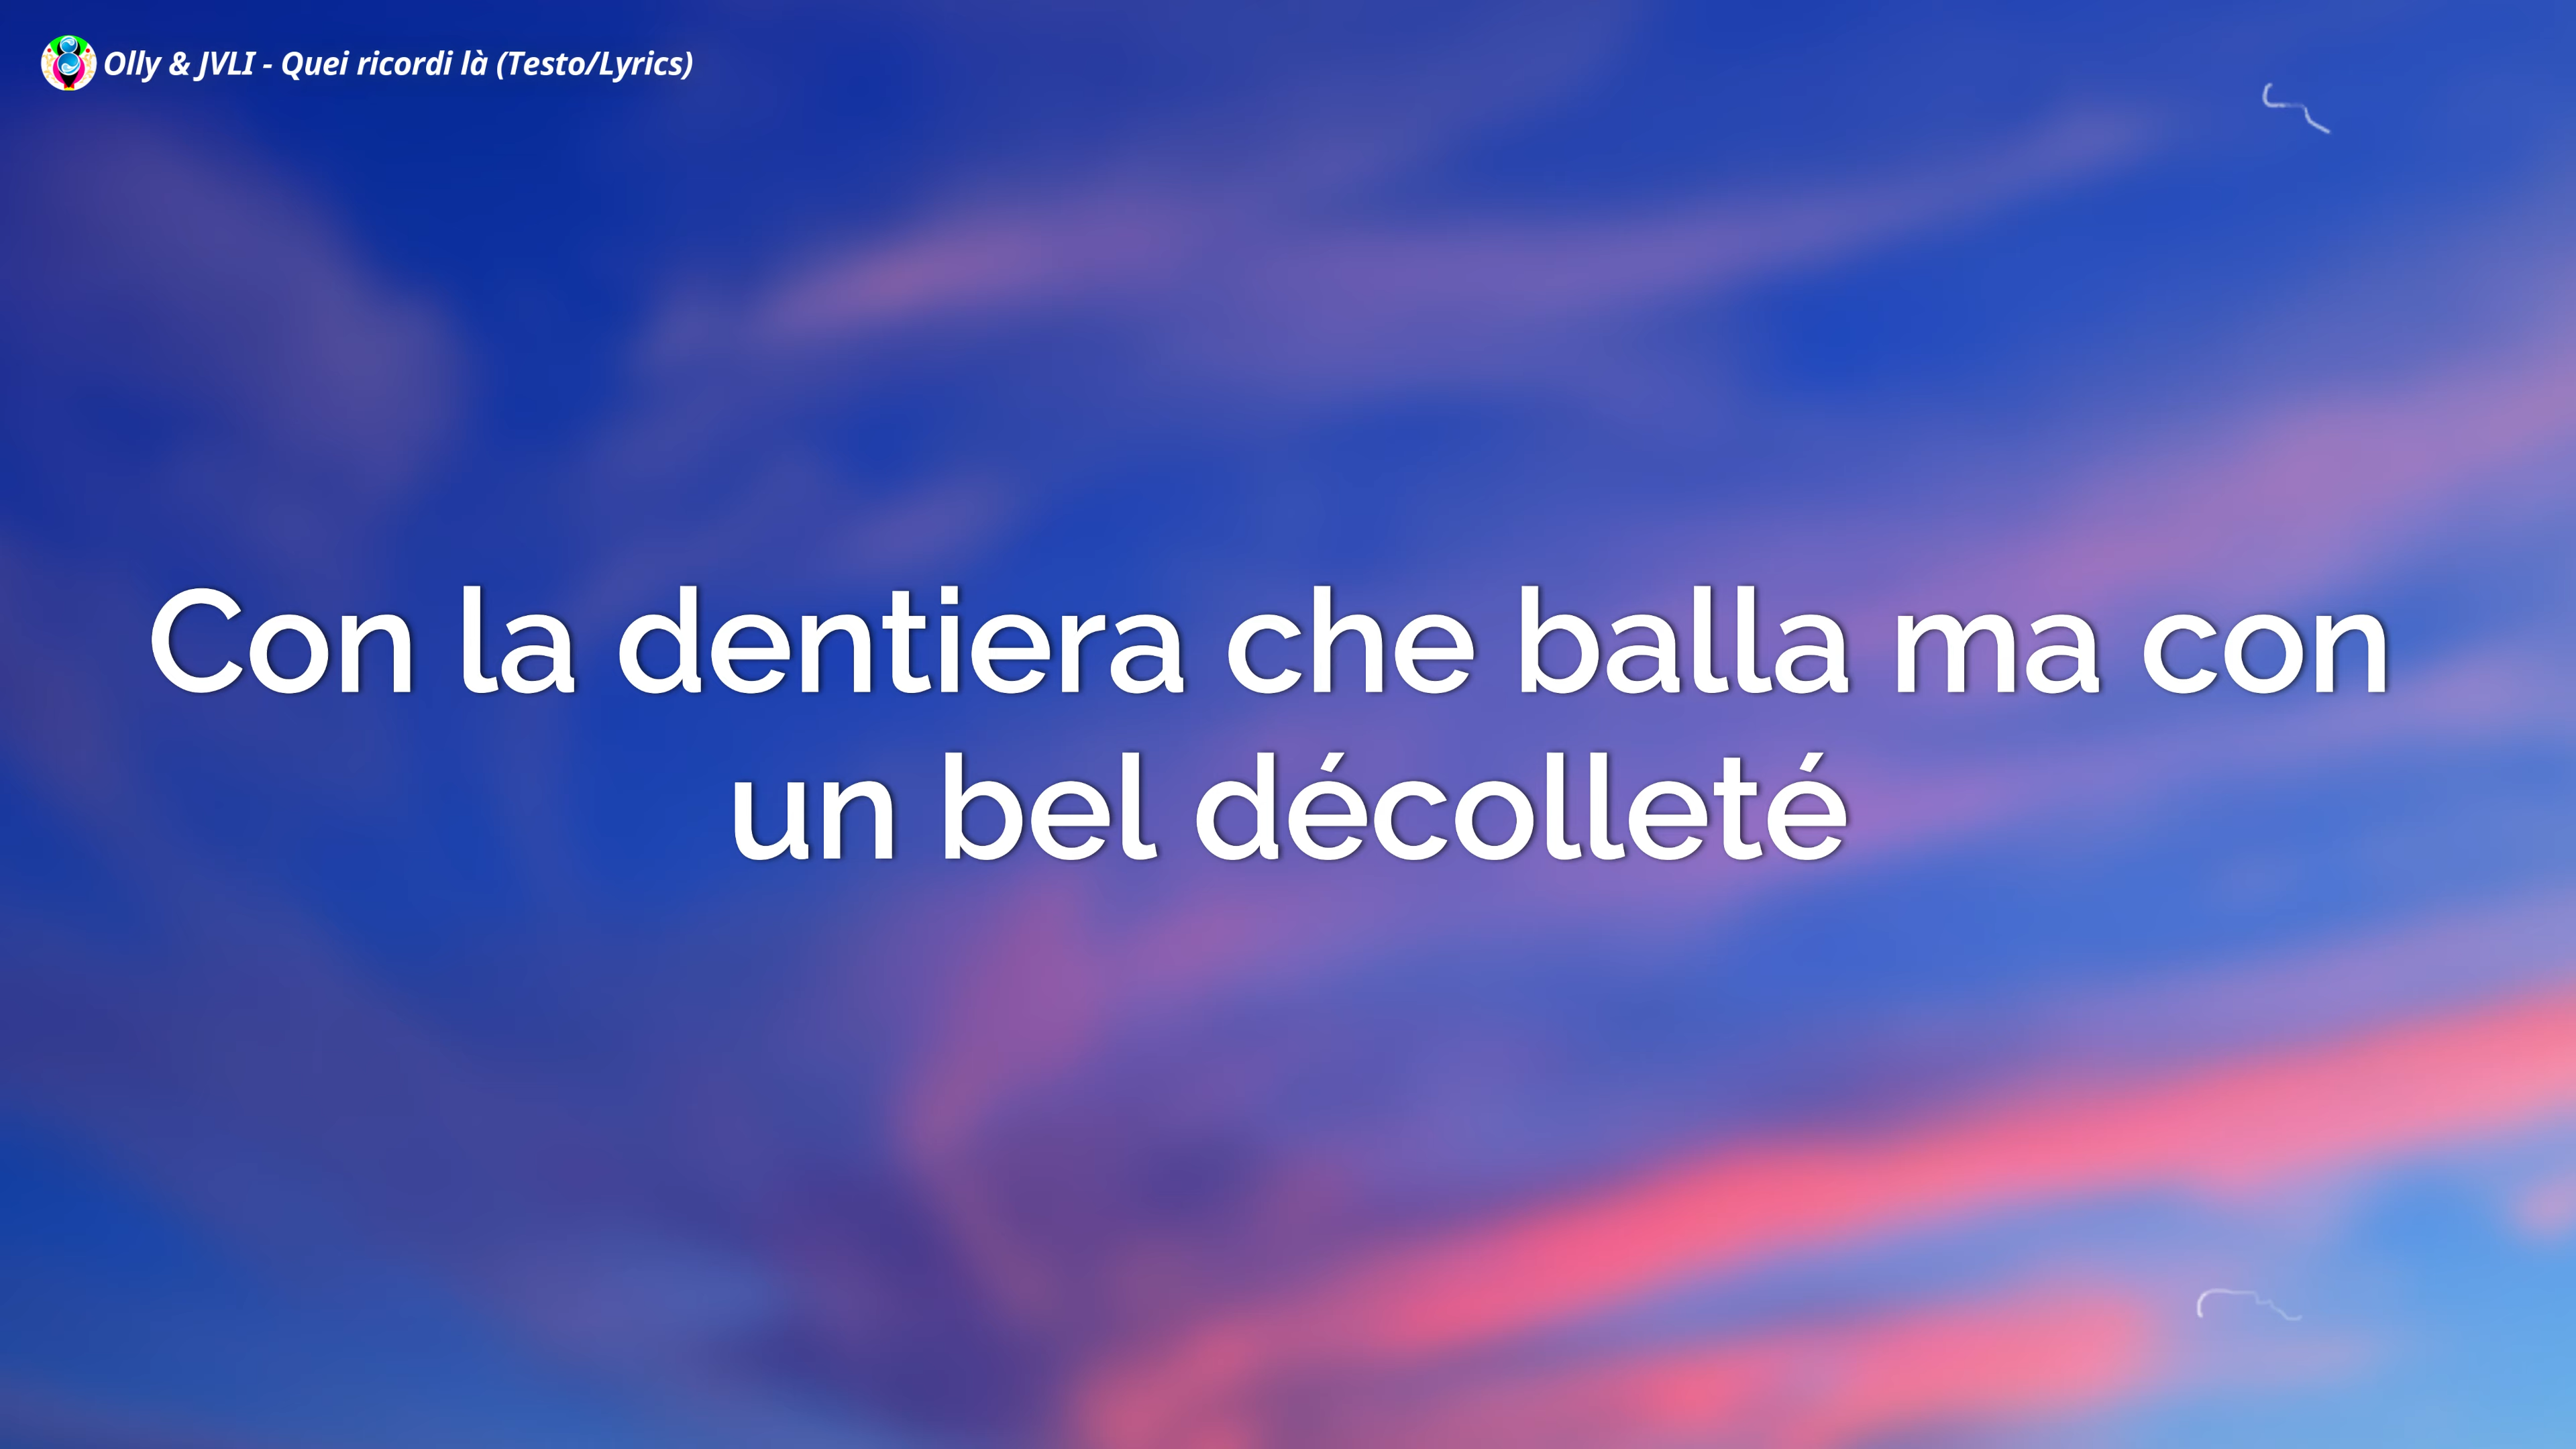 Olly & JVLI - Quei ricordi là (Testo/Lyrics)
Con la dentiera che balla ma con
un bel décolleté